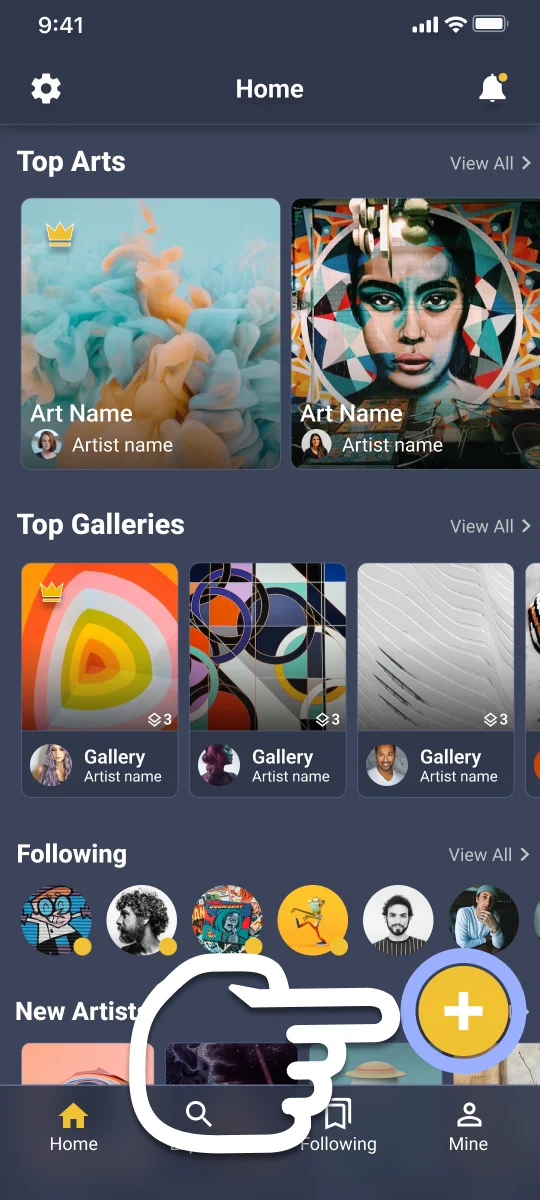 9:41
Home
Top Arts
View All
Art Name
Artist name
Art Name
Artist name
Top Galleries
View All
3
3
3
Gallery
Artist name
Gallery
Artist name
Gallery
Artist name
Following
View All
New Artists
Home
Following
Mine